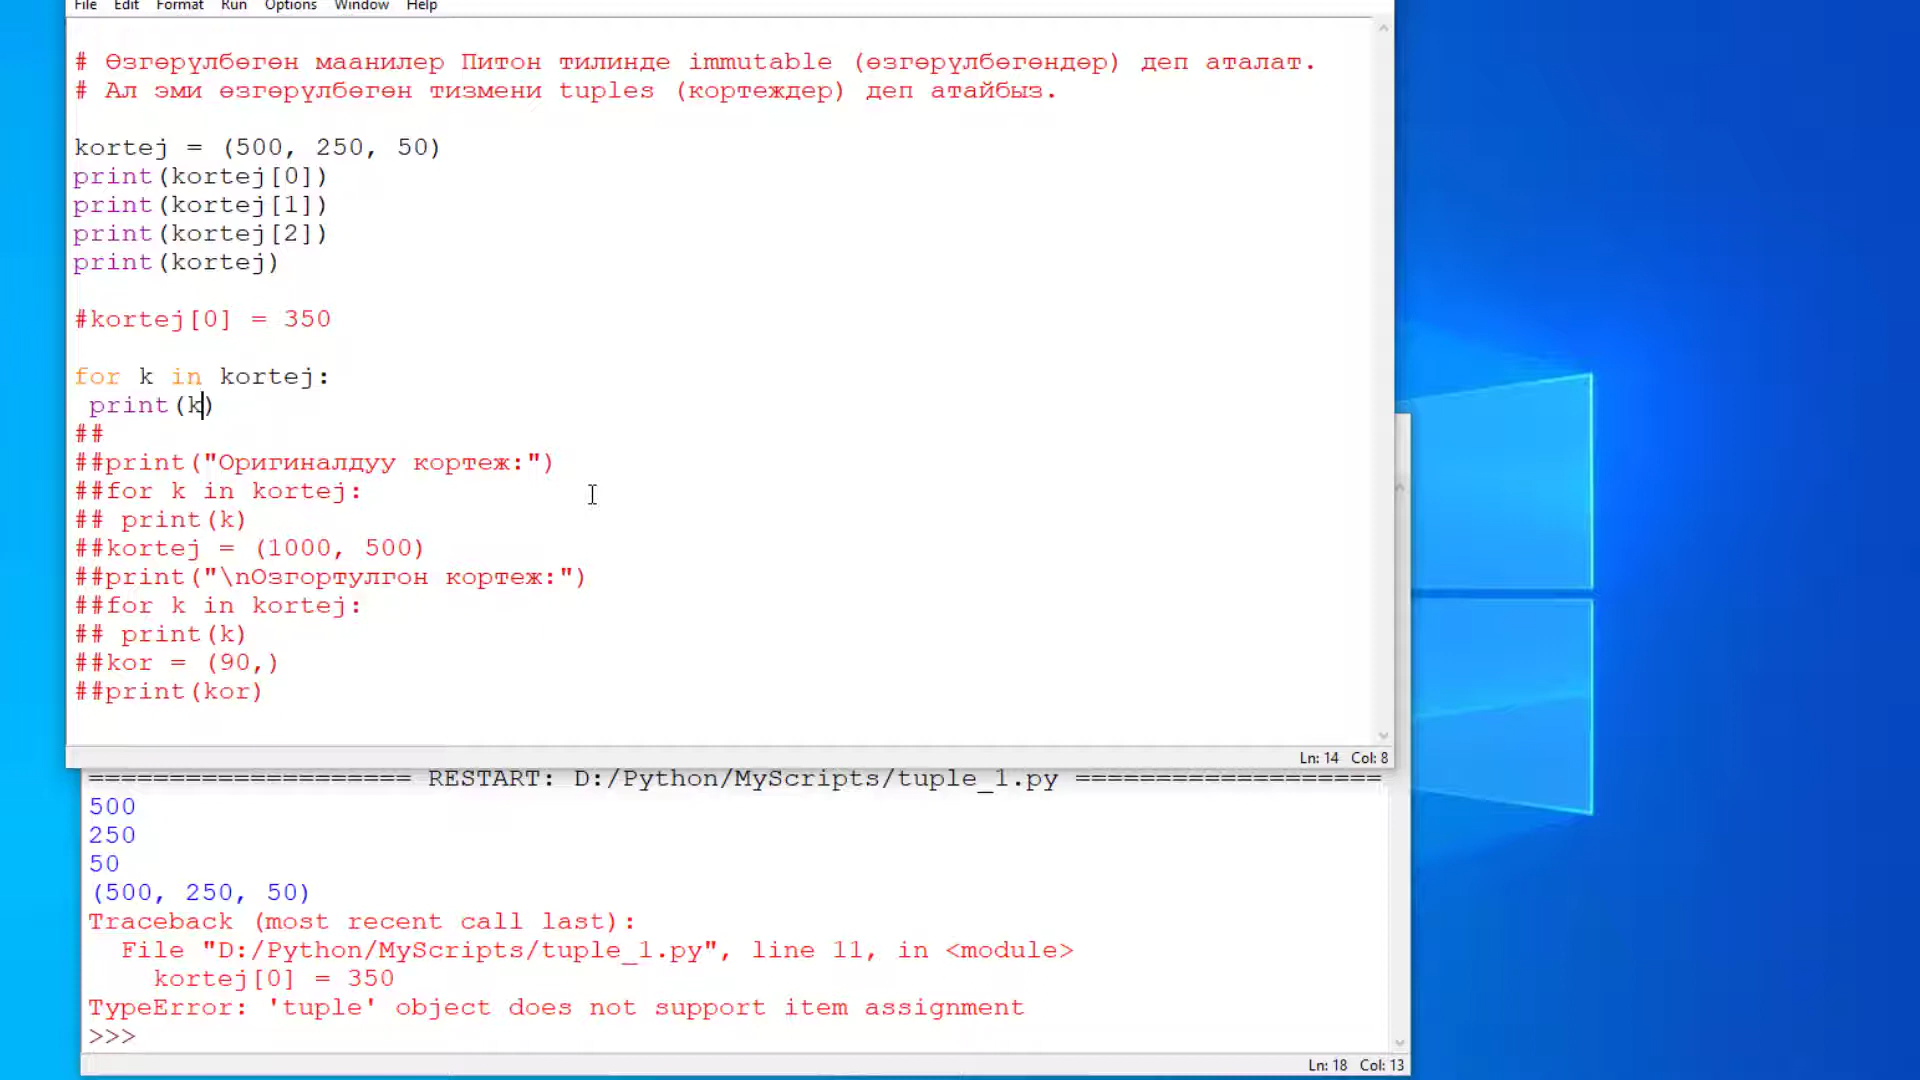 File Edit Format Run Options Window Help
# Өзгөрүлбөгөн маанилер Питон тилинде immutable (өзгөрүлбөгөндөр) деп аталат.
# Ал эми өзгөрүлбөгөн тизмени tuples (кортеждер) деп атайбыз.
kortej = (500, 250, 50)
print(kortej[0])
print(kortej[1])
print(kortej[2])
print(kortej)
#kortej[0] = 350
for k in kortej:
 print(k)
##
##print("Оригиналдуу кортеж:")
##for k in kortej:
## print(k)
##kortej = (1000, 500)
##print("\nОзгортулгон кортеж:")
##for k in kortej:
## print(k)
##kor = (90,)
##print(kor)
Ln: 14 Col: 8
==================== RESTART: D:/Python/MyScripts/tuple_1.py ===================
500
250
50
(500, 250, 50)
Traceback (most recent call last):
  File "D:/Python/MyScripts/tuple_1.py", line 11, in <module>
    kortej[0] = 350
TypeError: 'tuple' object does not support item assignment
>>>
Ln: 18 Col: 13